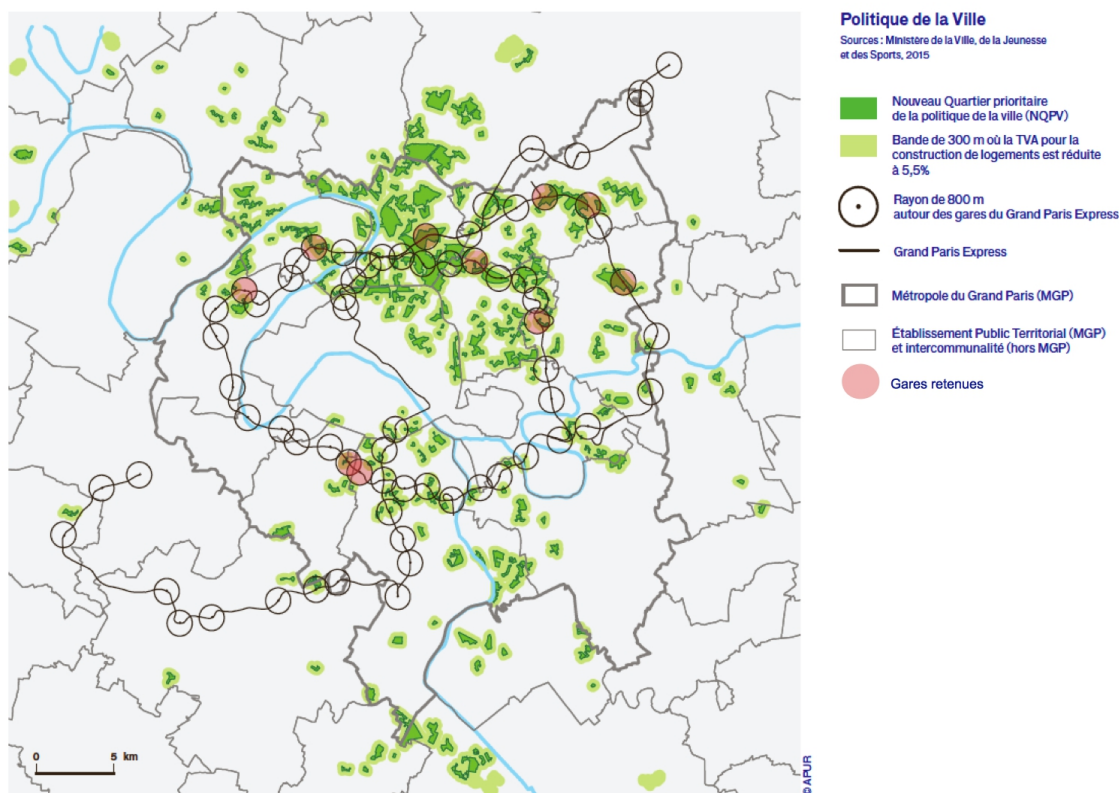 Politique de la Ville
Sources : Ministère de la Ville, de la Jeunesse
et des Sports, 2015
Nouveau Quartier prioritaire
de la politique de la ville (NQPV)
Bande de 300 m où la TVA pour la
construction de logements est réduite
à 5,5%
Rayon de 800 m
autour des gares du Grand Paris Express
Grand Paris Express
Métropole du Grand Paris (MGP)
Établissement Public Territorial (MGP)
et intercommunalité (hors MGP)
Gares retenues
0 5 km
© APUR